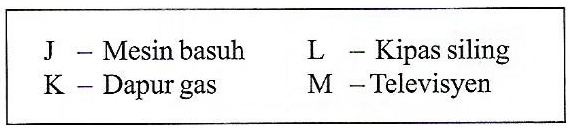 J – Mesin basuh L – Kipas siling
K – Dapur gas M – Televisyen